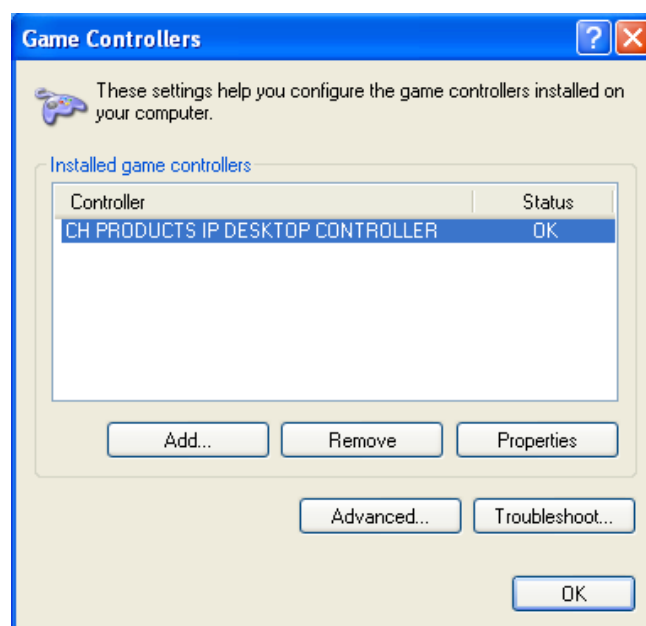 Game Controllers
These settings help you configure the game controllers installed on
your computer.
Installed game controllers
Controller Status
CH PRODUCTS IP DESKTOP CONTROLLER OK
Add... Remove Properties
Advanced... Troubleshoot...
OK